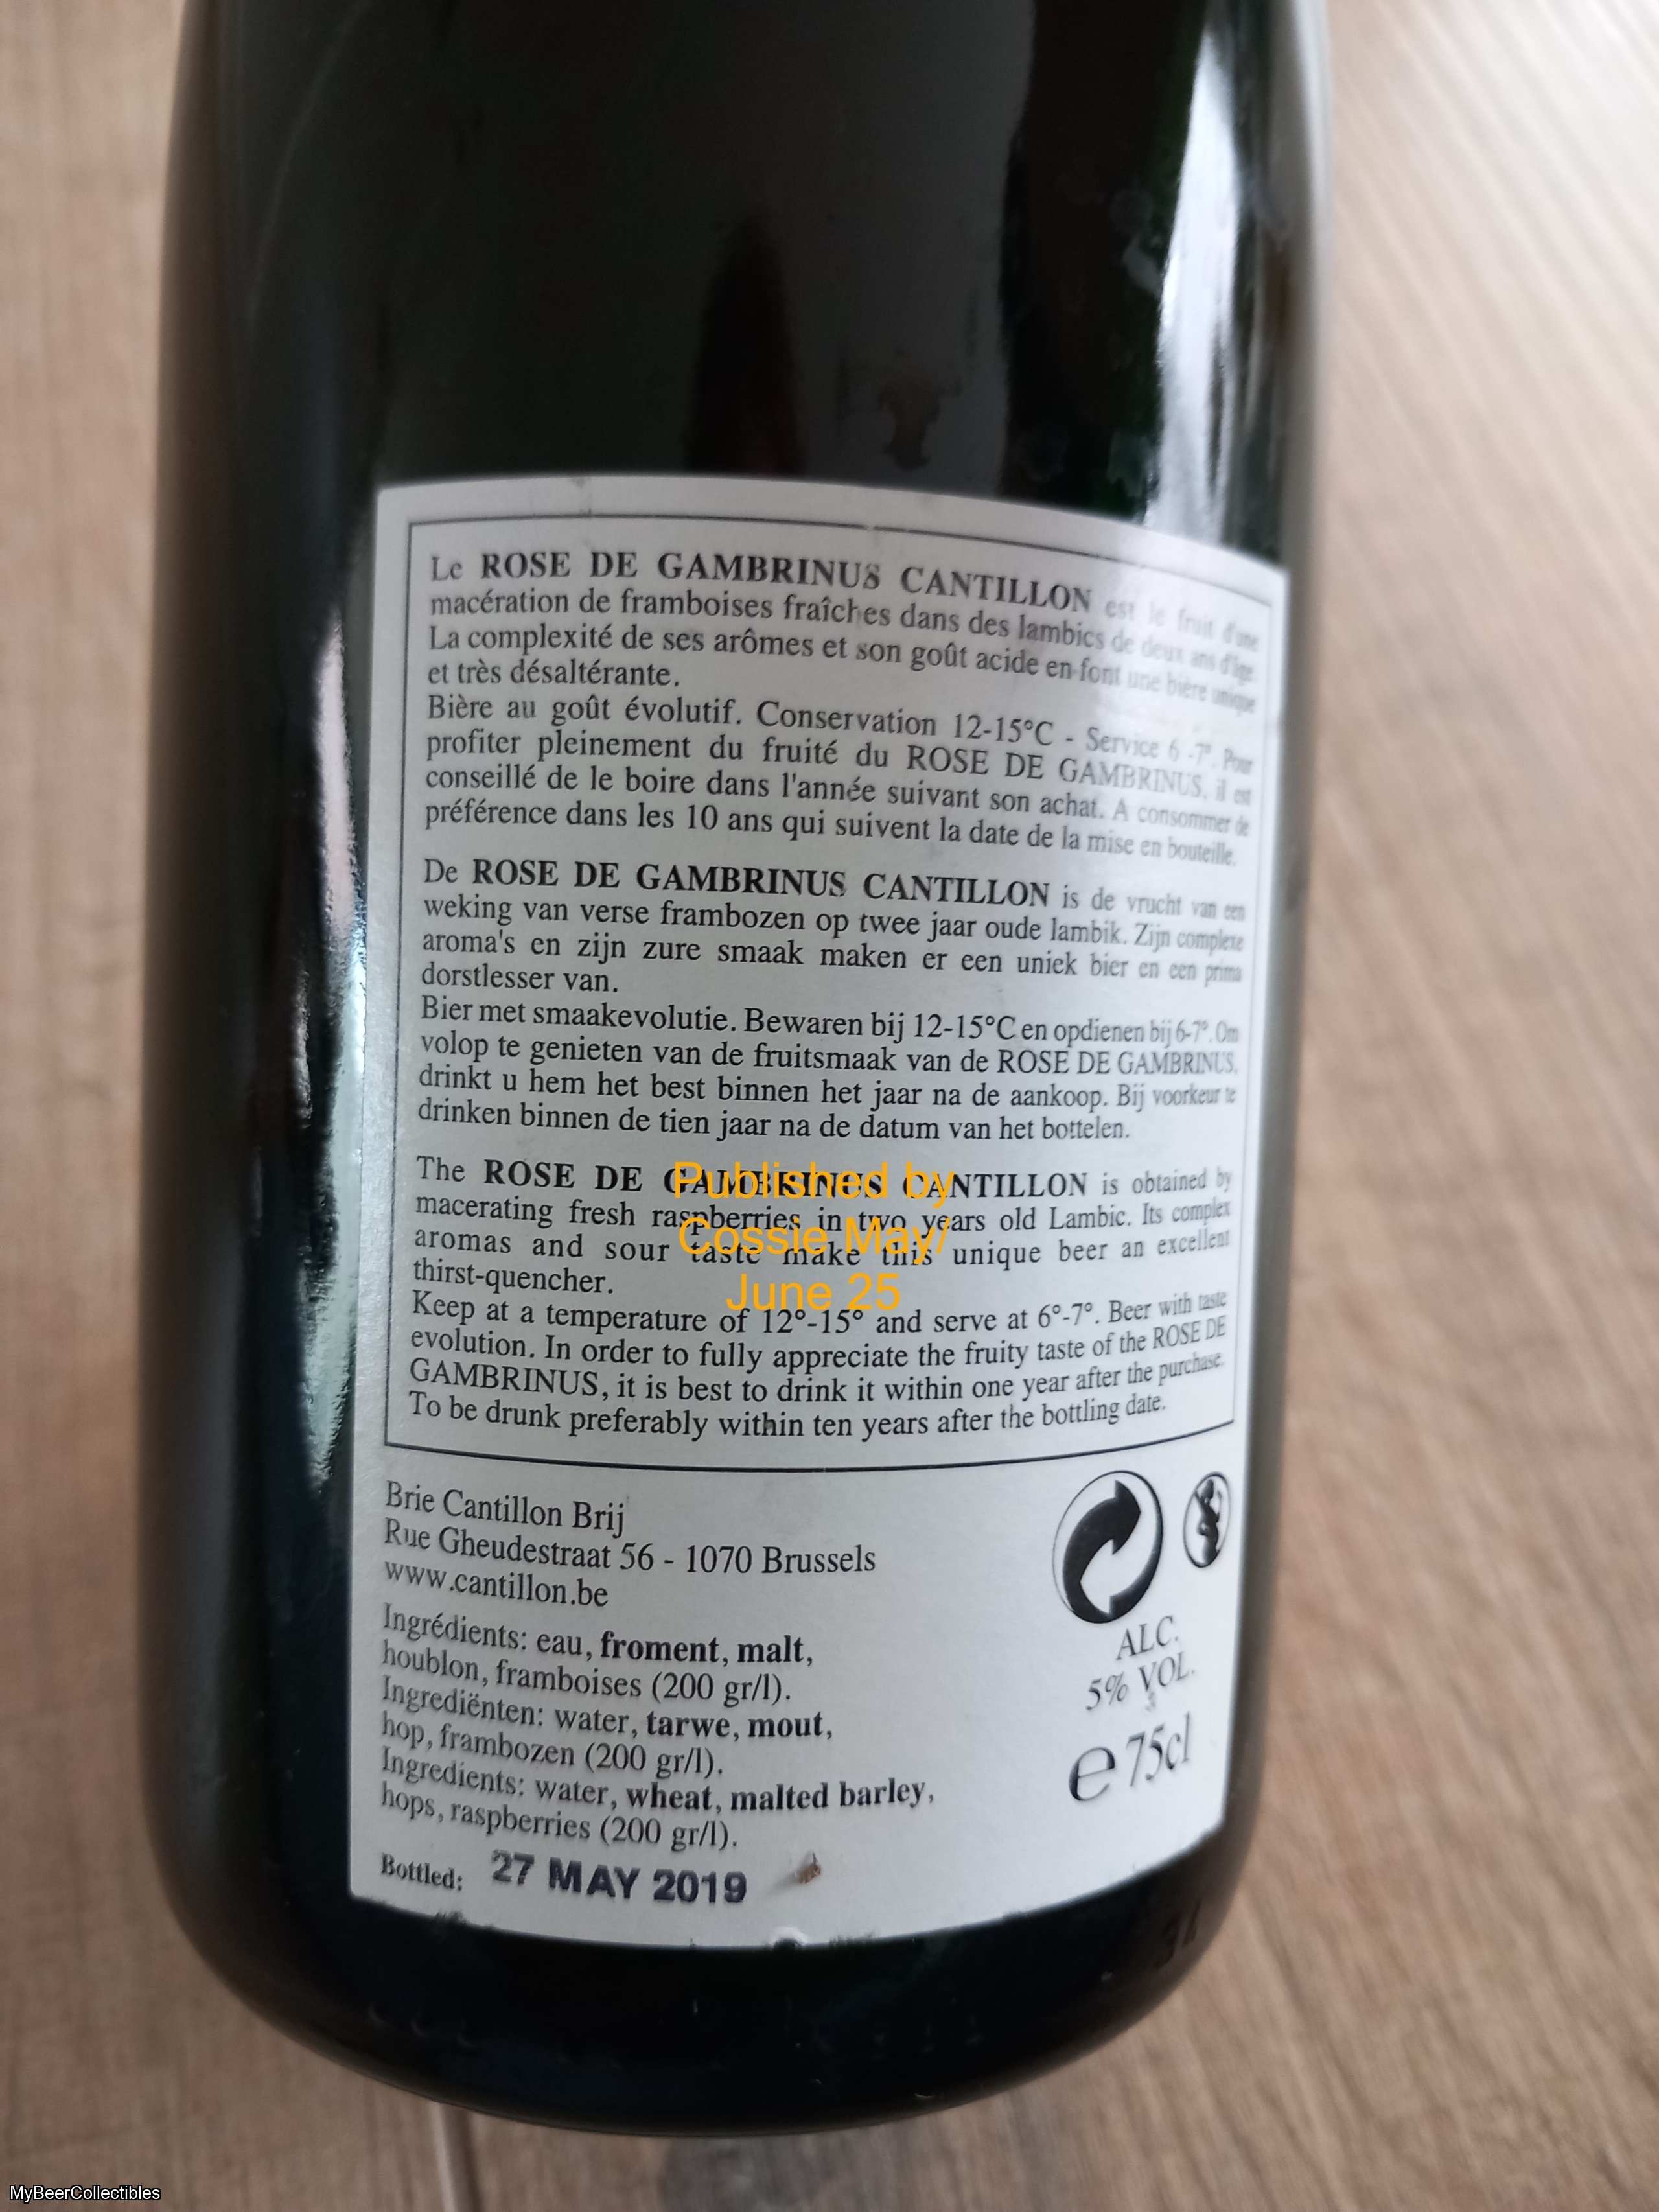 Le ROSE DE GAMBRINUS CANTILLON est le fruit d'une
macération de framboises fraîches dans des lambics de deux ans d'âge.
La complexité de ses arômes et son goût acide en font une bière unique
et très désaltérante.
Bière au goût évolutif. Conservation 12-15°C - Service 6 -7°. Pour
profiter pleinement du fruité du ROSE DE GAMBRINUS, il est
conseillé de le boire dans l'année suivant son achat. A consommer de
préférence dans les 10 ans qui suivent la date de la mise en bouteille.
De ROSE DE GAMBRINUS CANTILLON is de vrucht van een
weking van verse frambozen op twee jaar oude lambik. Zijn complexe
aroma's en zijn zure smaak maken er een uniek bier en een prima
dorstlesser van.
Bier met smaakevolutie. Bewaren bij 12-15°C en opdienen bij 6-7°. Om
volop te genieten van de fruitsmaak van de ROSE DE GAMBRINUS,
drinkt u hem het best binnen het jaar na de aankoop. Bij voorkeur te
drinken binnen de tien jaar na de datum van het bottelen.
The ROSE DE GAMBRINUS CANTILLON is obtained by
macerating fresh raspberries in two years old Lambic. Its complex
aromas and sour taste make this unique beer an excellent
thirst-quencher.
Keep at a temperature of 12°-15° and serve at 6°-7°. Beer with taste
evolution. In order to fully appreciate the fruity taste of the ROSE DE
GAMBRINUS, it is best to drink it within one year after the purchase.
To be drunk preferably within ten years after the bottling date.
Published by
Cossie May/
June 25
Brie Cantillon Brij
Rue Gheudestraat 56 - 1070 Brussels
www.cantillon.be
Ingrédients: eau, froment, malt,
houblon, framboises (200 gr/l).
Ingrediënten: water, tarwe, mout,
hop, frambozen (200 gr/l).
Ingredients: water, wheat, malted barley,
hops, raspberries (200 gr/l).
Bottled: 27 MAY 2019
ALC.
5% VOL.
e 75cl
MyBeerCollectibles